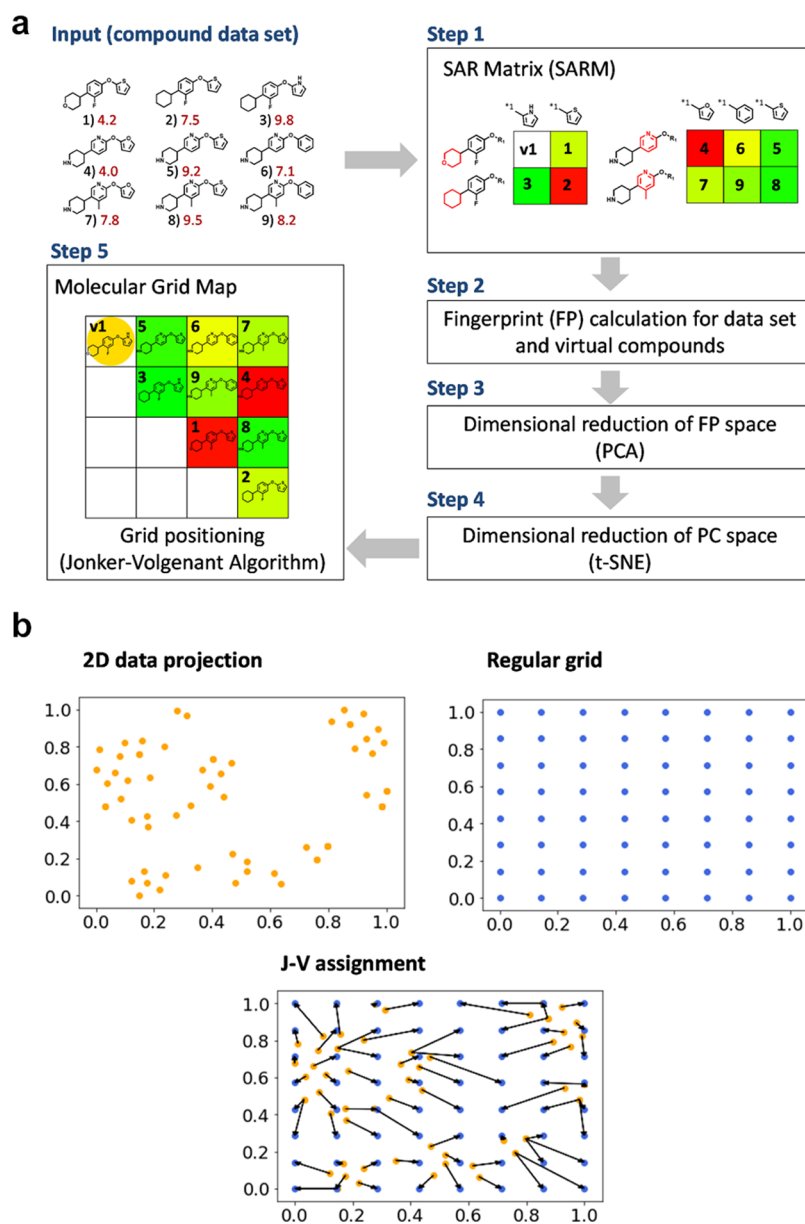 a
Input (compound data set)
1) 4.2
2) 7.5
3) 9.8
4) 4.0
5) 9.2
6) 7.1
7) 7.8
8) 9.5
9) 8.2
Step 1
SAR Matrix (SARM)
v1
1
3
2
4
6
5
7
9
8
Step 2
Fingerprint (FP) calculation for data set
and virtual compounds
Step 3
Dimensional reduction of FP space
(PCA)
Step 4
Dimensional reduction of PC space
(t-SNE)
Step 5
Molecular Grid Map
v1
5
6
7
3
9
4
1
8
2
Grid positioning
(Jonker-Volgenant Algorithm)
b
2D data projection
1.0
0.8
0.6
0.4
0.2
0.0
0.0 0.2 0.4 0.6 0.8 1.0
Regular grid
1.0
0.8
0.6
0.4
0.2
0.0
0.0 0.2 0.4 0.6 0.8 1.0
J-V assignment
1.0
0.8
0.6
0.4
0.2
0.0
0.0 0.2 0.4 0.6 0.8 1.0